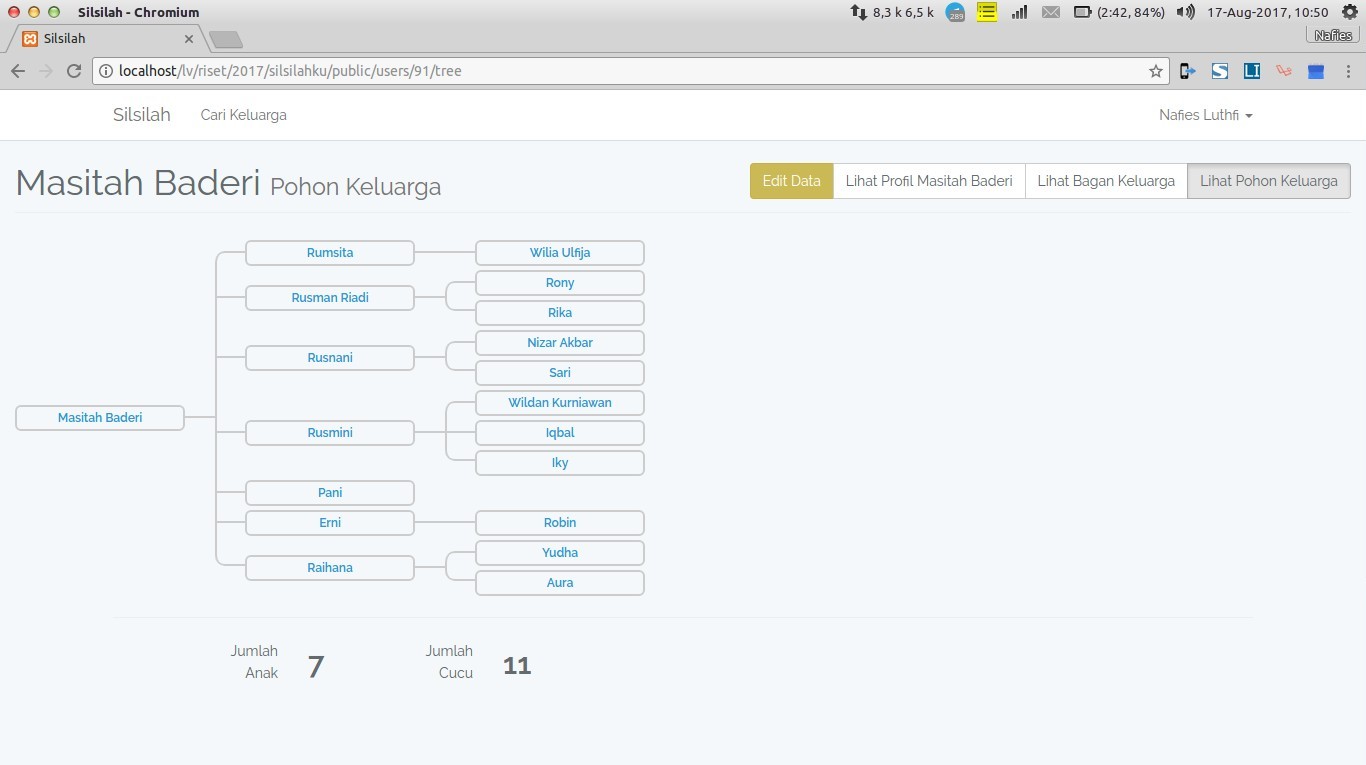 Silsilah - Chromium
8,3 k 6,5 k
289
(2:42, 84%)
17-Aug-2017, 10:50
Silsilah
Nafies
localhost/lv/riset/2017/silsilahku/public/users/91/tree
S
LI
Silsilah
Cari Keluarga
Nafies Luthfi
Masitah Baderi Pohon Keluarga
Edit Data
Lihat Profil Masitah Baderi
Lihat Bagan Keluarga
Lihat Pohon Keluarga
Masitah Baderi
Rumsita
Wilia Ulfija
Rusman Riadi
Rony
Rika
Rusnani
Nizar Akbar
Sari
Rusmini
Wildan Kurniawan
Iqbal
Iky
Pani
Erni
Robin
Raihana
Yudha
Aura
Jumlah
Anak
7
Jumlah
Cucu
11